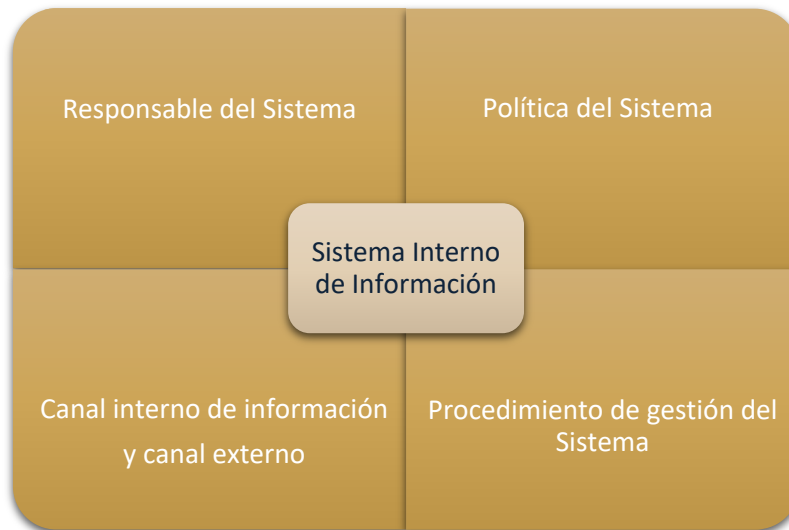 Responsable del Sistema
Política del Sistema
Sistema Interno
de Información
Canal interno de información
y canal externo
Procedimiento de gestión del
Sistema